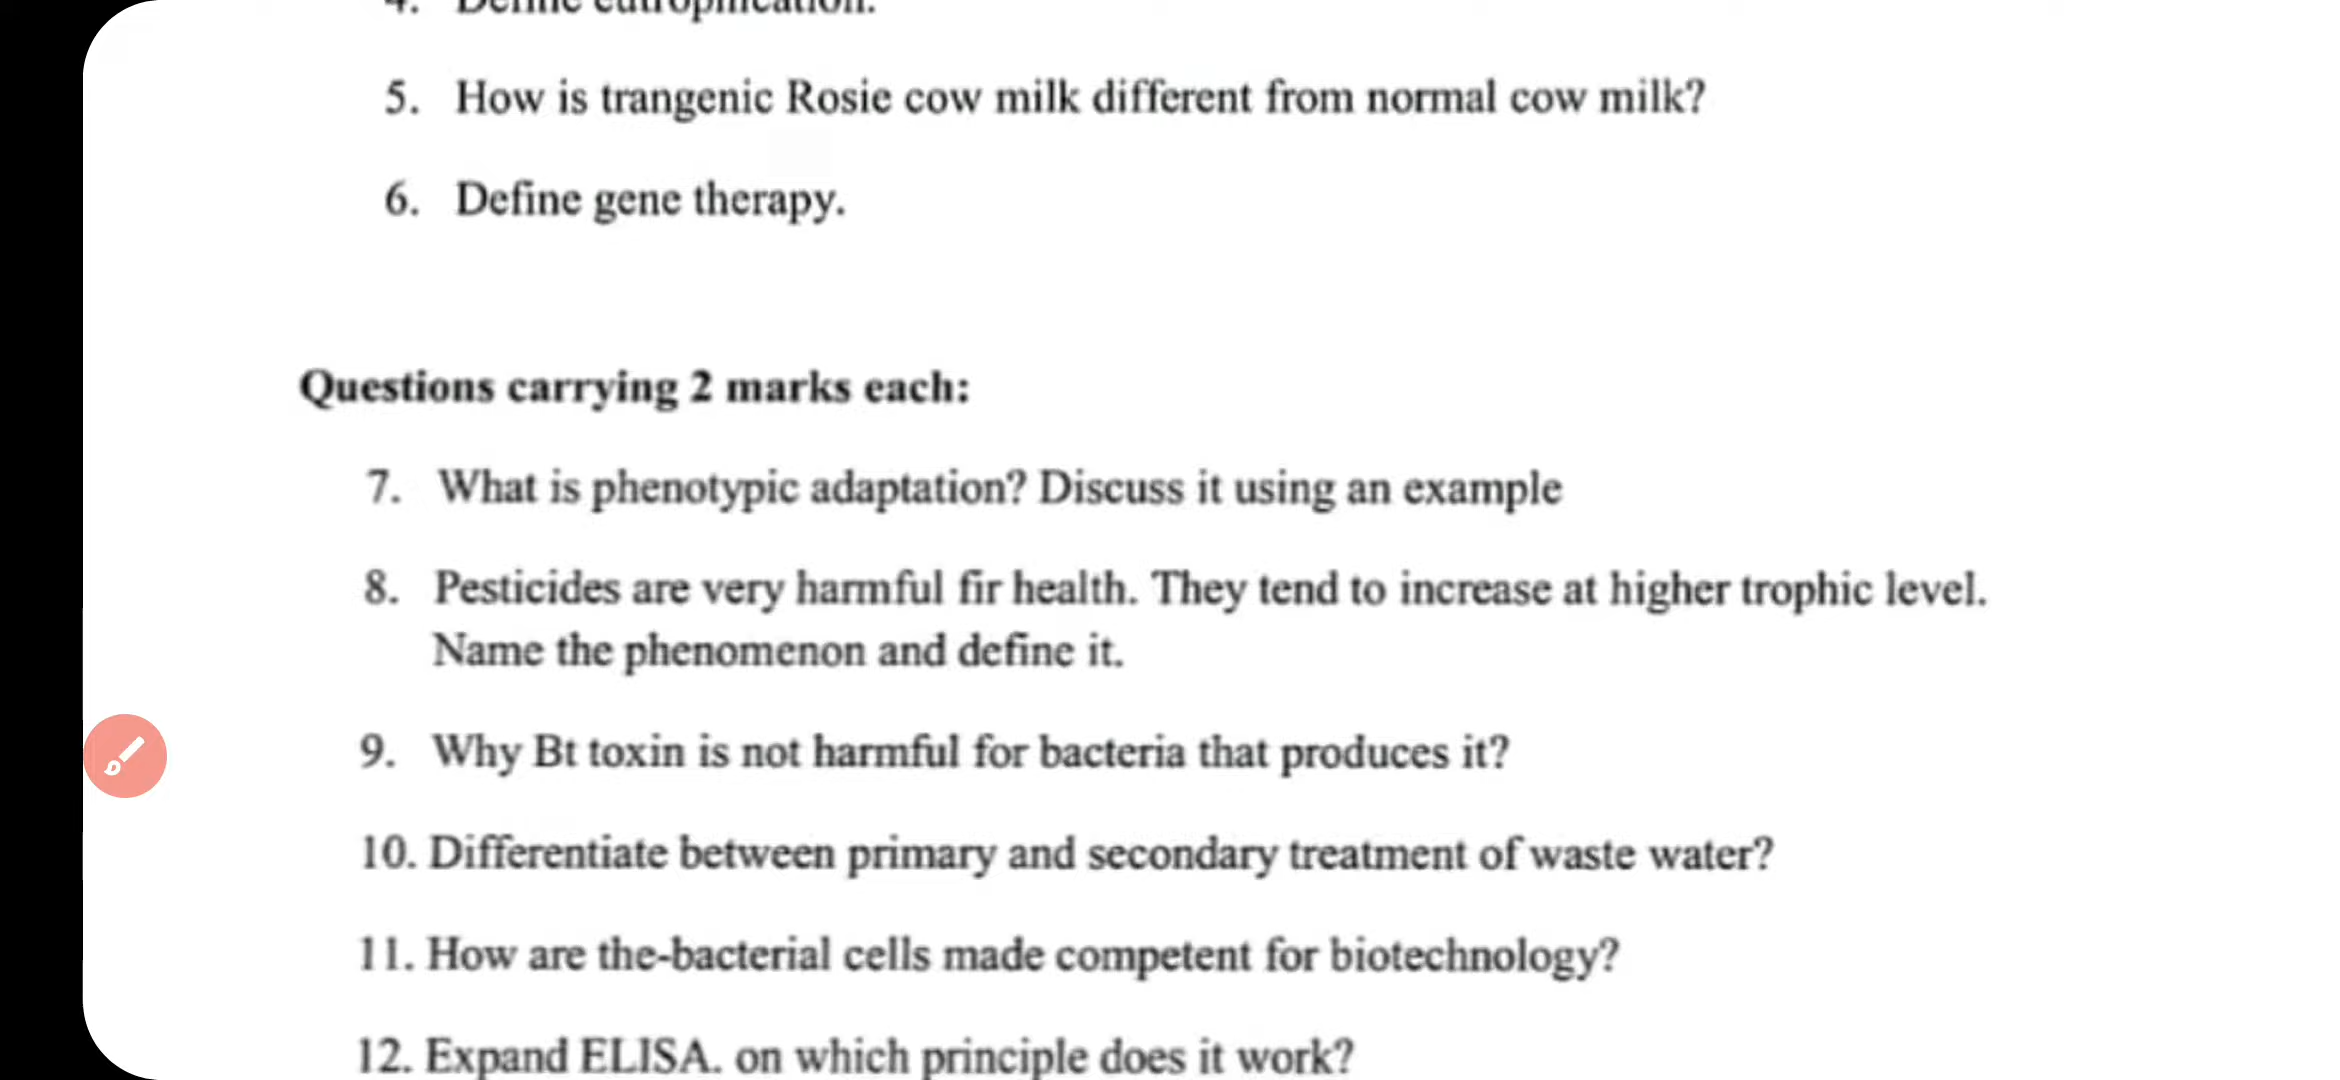 4. Define eutrophication.
5. How is trangenic Rosie cow milk different from normal cow milk?
6. Define gene therapy.
Questions carrying 2 marks each:
7. What is phenotypic adaptation? Discuss it using an example
8. Pesticides are very harmful fir health. They tend to increase at higher trophic level.
Name the phenomenon and define it.
9. Why Bt toxin is not harmful for bacteria that produces it?
10. Differentiate between primary and secondary treatment of waste water?
11. How are the-bacterial cells made competent for biotechnology?
12. Expand ELISA. on which principle does it work?